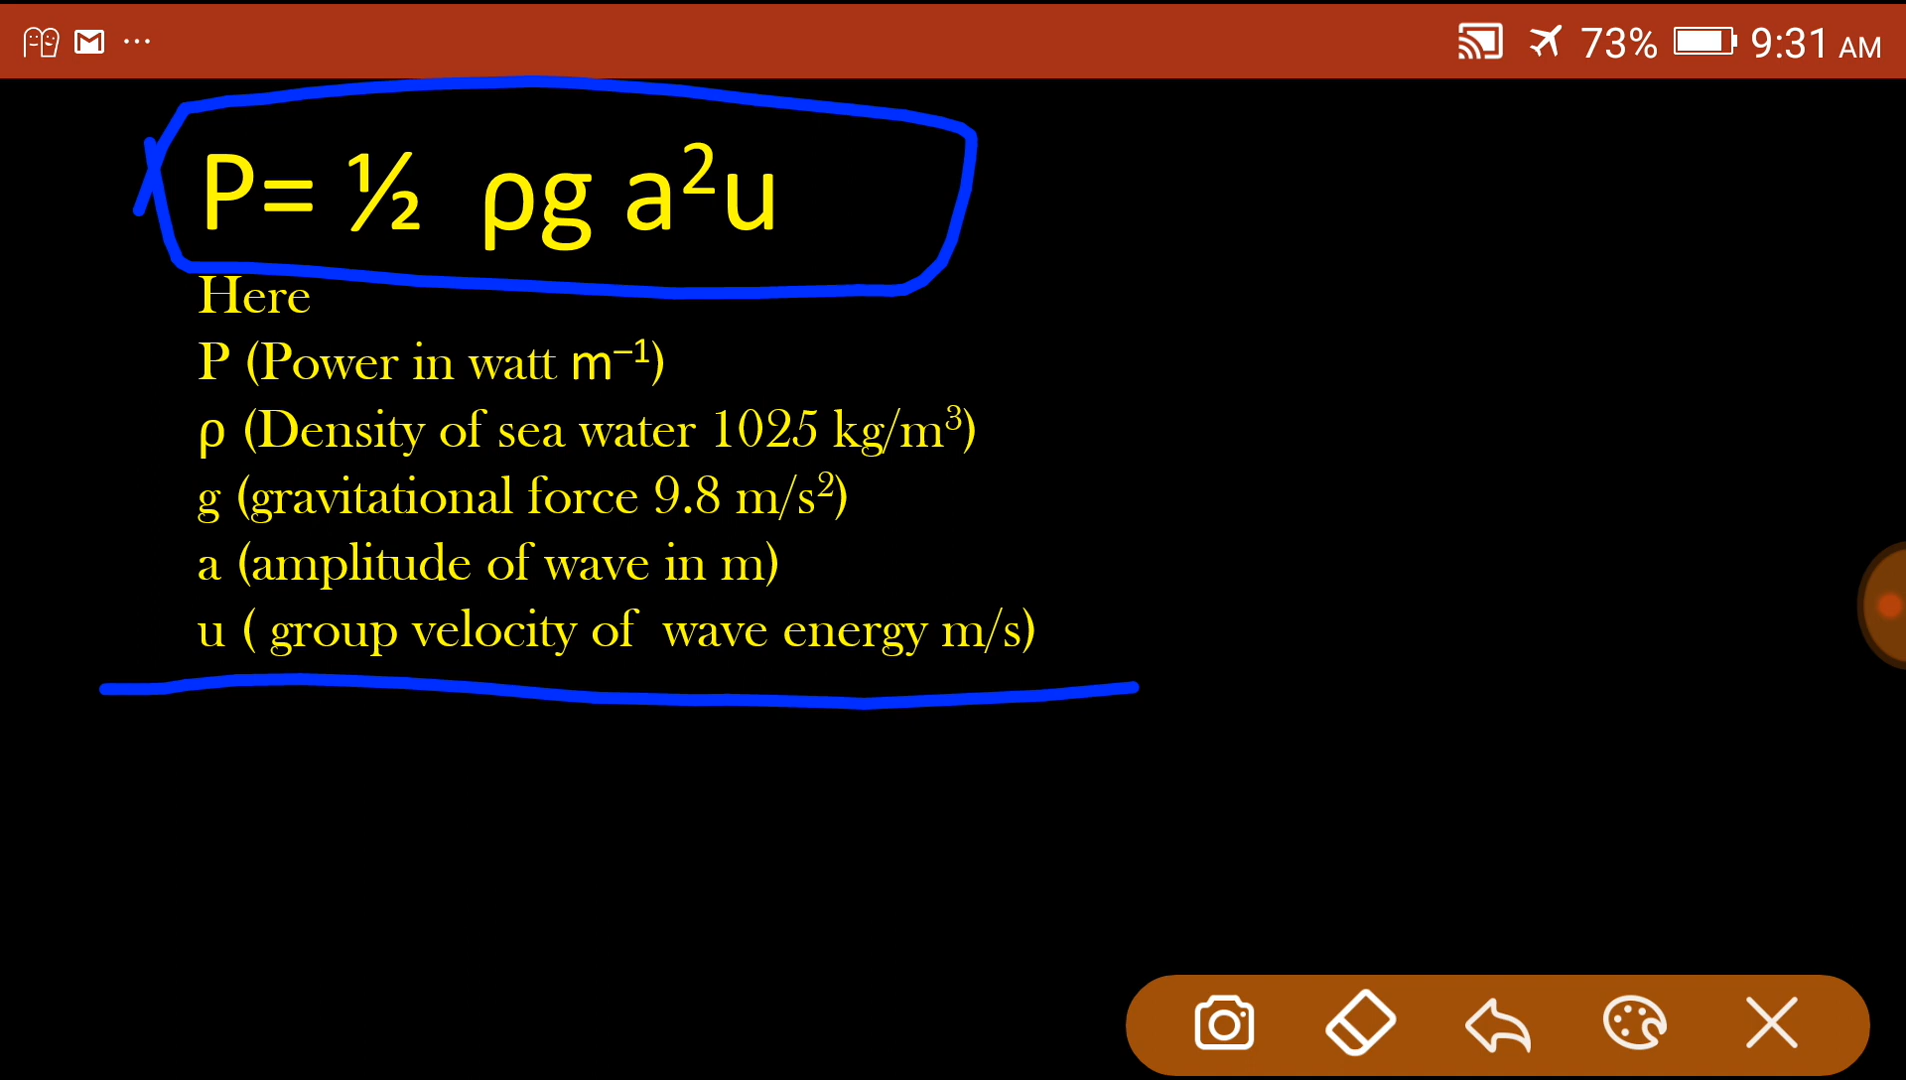 73% 9:31 AM
P= ½ ρg a²u
Here
P (Power in watt m⁻¹)
ρ (Density of sea water 1025 kg/m³)
g (gravitational force 9.8 m/s²)
a (amplitude of wave in m)
u ( group velocity of wave energy m/s)